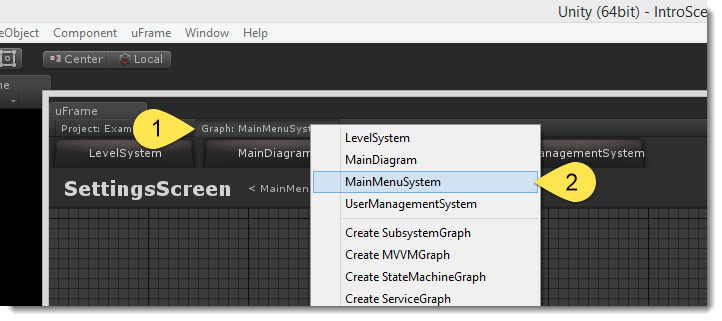 Unity (64bit) - IntroSce
eObject Component uFrame Window Help
Center Local
ne
uFrame
Project: Exam 1 Graph: MainMenuSyst
LevelSystem MainDiagram anagementSystem
SettingsScreen < MainMen
LevelSystem
MainDiagram
MainMenuSystem 2
UserManagementSystem
Create SubsystemGraph
Create MVVMGraph
Create StateMachineGraph
Create ServiceGraph